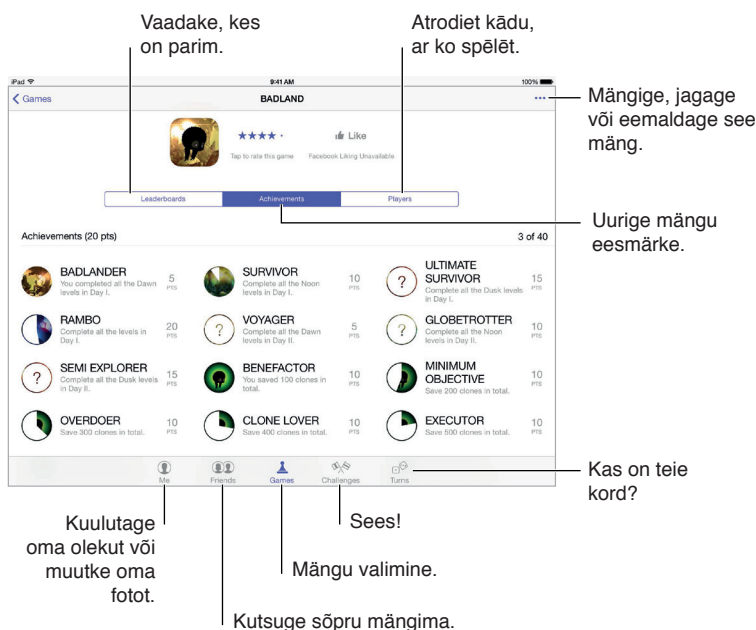 Vaadake, kes
on parim.
Atrodiet kādu,
ar ko spēlēt.
iPad
9:41 AM
100%
Games
BADLAND
Mängige, jagage
või eemaldage see
mäng.
Like
Tap to rate this game
Facebook Liking Unavailable
Leaderboards
Achievements
Players
Uurige mängu
eesmärke.
Achievements (20 pts)
3 of 40
BADLANDER
You completed all the Dawn
levels in Day I.
5
PTS
SURVIVOR
Complete all the Noon
levels in Day I.
10
PTS
ULTIMATE
SURVIVOR
Complete all the Dusk levels
in Day I.
15
PTS
RAMBO
Complete all the levels in
Day I.
20
PTS
VOYAGER
Complete all the Dawn
levels in Day II.
5
PTS
GLOBETROTTER
Complete all the Noon
levels in Day II.
10
PTS
SEMI EXPLORER
Complete all the Dusk levels
in Day II.
15
PTS
BENEFACTOR
You saved 100 clones in
total.
10
PTS
MINIMUM
OBJECTIVE
Save 200 clones in total.
10
PTS
OVERDOER
Save 300 clones in total.
10
PTS
CLONE LOVER
Save 400 clones in total.
10
PTS
EXECUTOR
Save 500 clones in total.
10
PTS
Me
Friends
Games
Challenges
Turns
Kas on teie
kord?
Sees!
Kuulutage
oma olekut või
muutke oma
fotot.
Mängu valimine.
Kutsuge sõpru mängima.